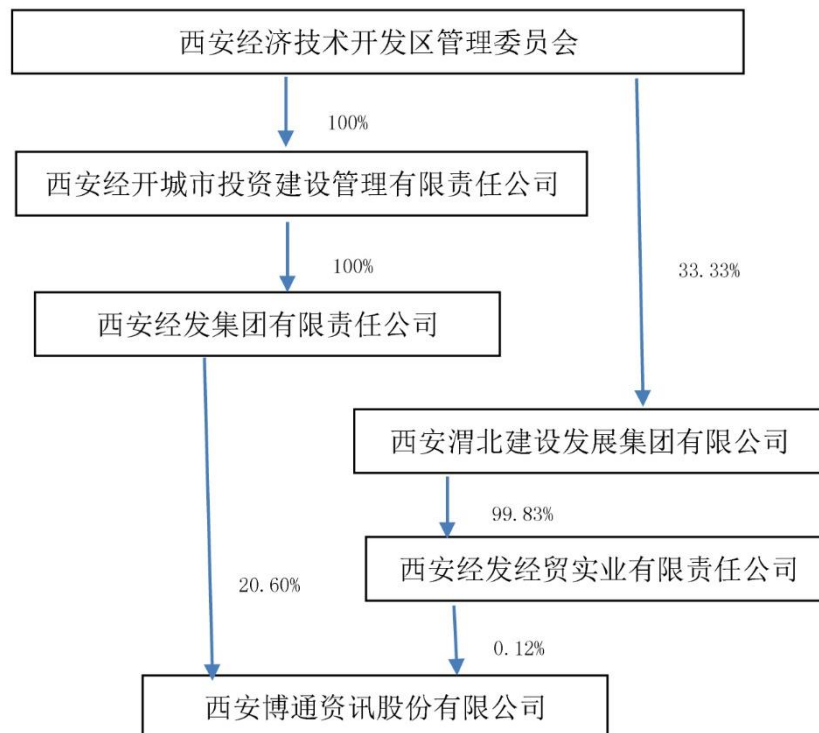 西安经济技术开发区管理委员会
100%
西安经开城市投资建设管理有限责任公司
100%
33.33%
西安经发集团有限责任公司
西安渭北建设发展集团有限公司
99.83%
西安经发经贸实业有限责任公司
20.60%
0.12%
西安博通资讯股份有限公司